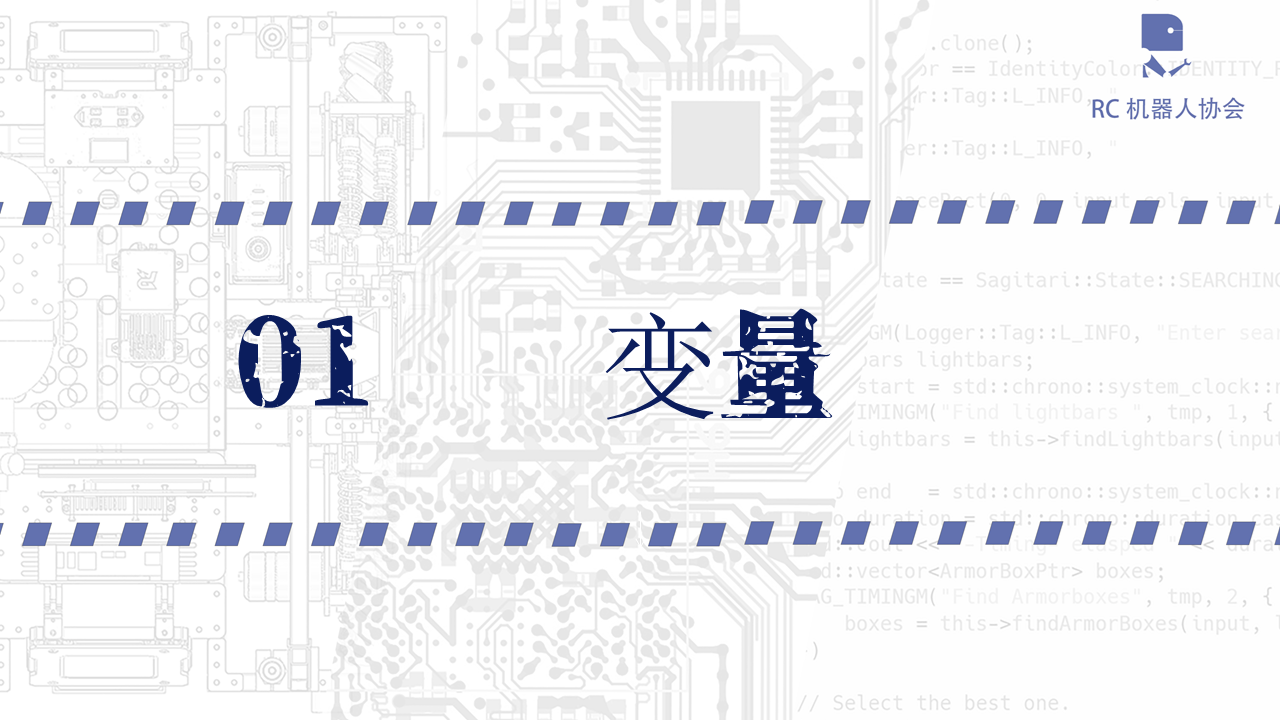 .clone();
== IdentityColor::IDENTITY_
::Tag::L_INFO, "
RC 机器人协会
er::Tag::L_INFO, "
tate == Sagitari::State::SEARCHING
GM(Logger::Tag::L_INFO, "Enter sea
bars lightbars;
01 变量
start = std::chrono::system_clock::
TIMINGM("Find lightbars ", tmp, 1, {
lightbars = this->findLightbars(input
end = std::chrono::system_clock::
duration = std::chrono::duration_cas
d::vector<ArmorBoxPtr> boxes;
G_TIMINGM("Find Armorboxes", tmp, 2, {
boxes = this->findArmorBoxes(input,
)
// Select the best one.